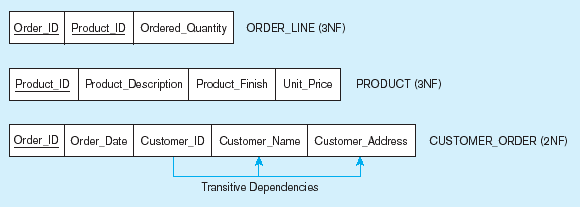 Order_ID Product_ID Ordered_Quantity ORDER_LINE (3NF)
Product_ID Product_Description Product_Finish Unit_Price PRODUCT (3NF)
Order_ID Order_Date Customer_ID Customer_Name Customer_Address CUSTOMER_ORDER (2NF)
Transitive Dependencies